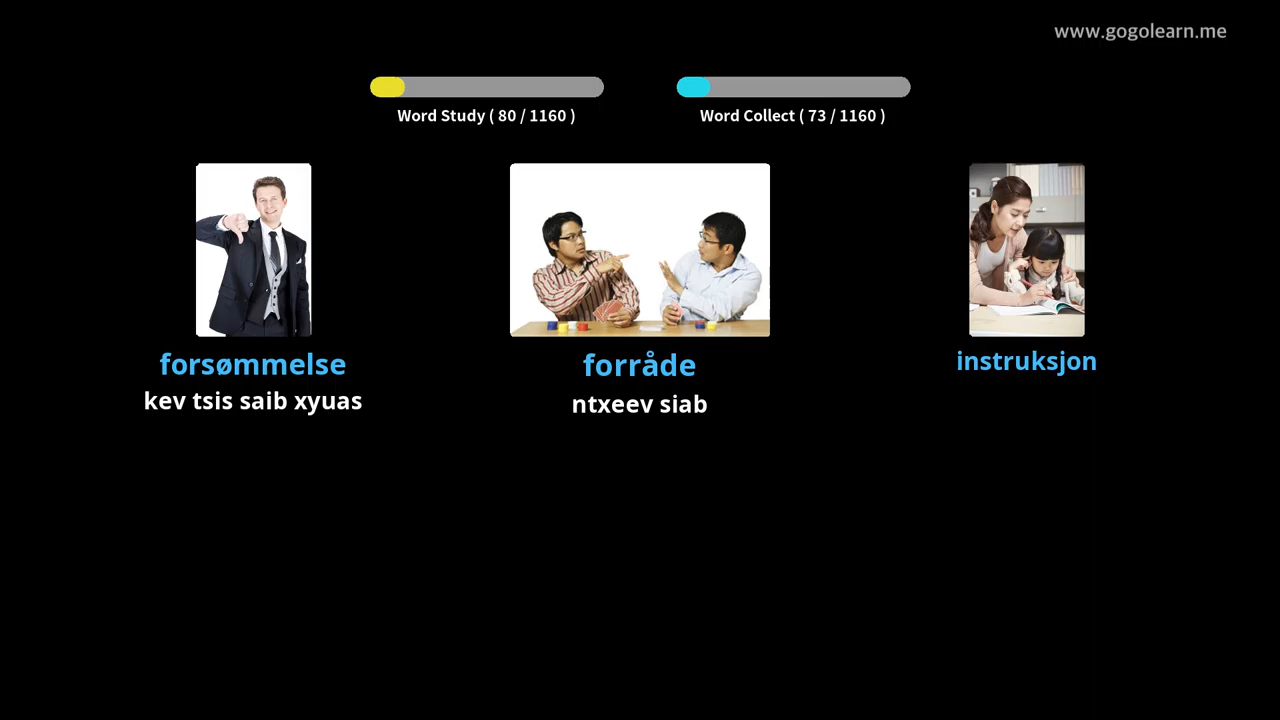 www.gogolearn.me
Word Study ( 80 / 1160 )
Word Collect ( 73 / 1160 )
forsømmelse
kev tsis saib xyuas
forråde
ntxeev siab
instruksjon